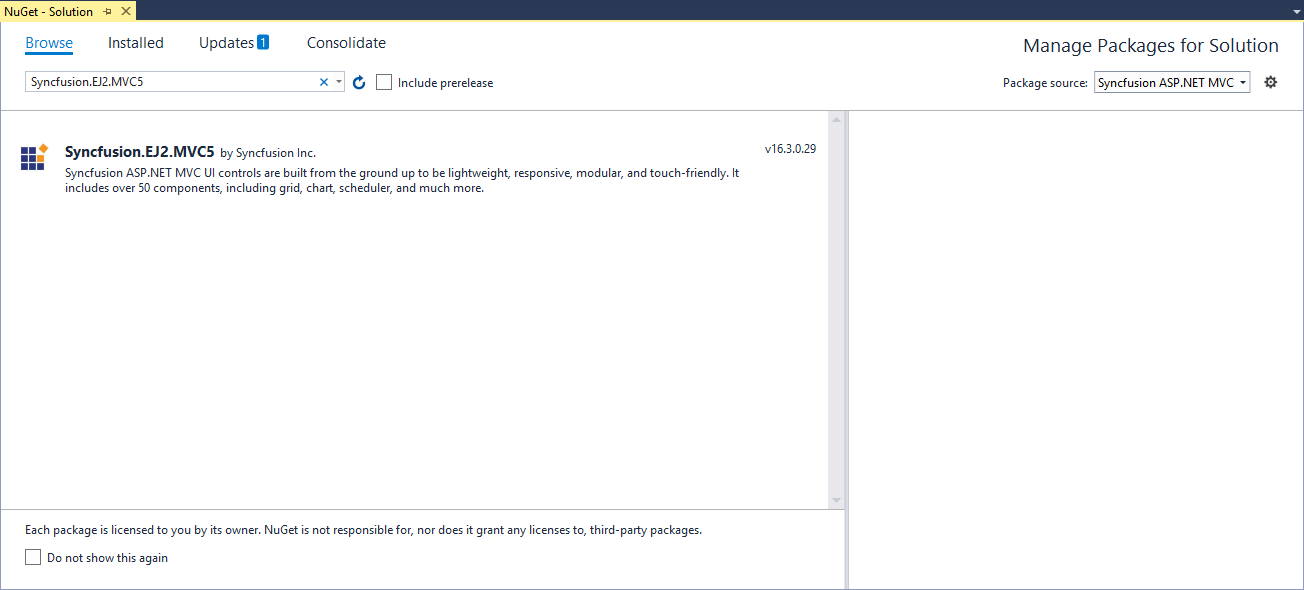 NuGet - Solution
Browse Installed Updates 1 Consolidate
Manage Packages for Solution
Syncfusion.EJ2.MVC5
Include prerelease
Package source: Syncfusion ASP.NET MVC
Syncfusion.EJ2.MVC5 by Syncfusion Inc.
v16.3.0.29
Syncfusion ASP.NET MVC UI controls are built from the ground up to be lightweight, responsive, modular, and touch-friendly. It
includes over 50 components, including grid, chart, scheduler, and much more.
Each package is licensed to you by its owner. NuGet is not responsible for, nor does it grant any licenses to, third-party packages.
Do not show this again